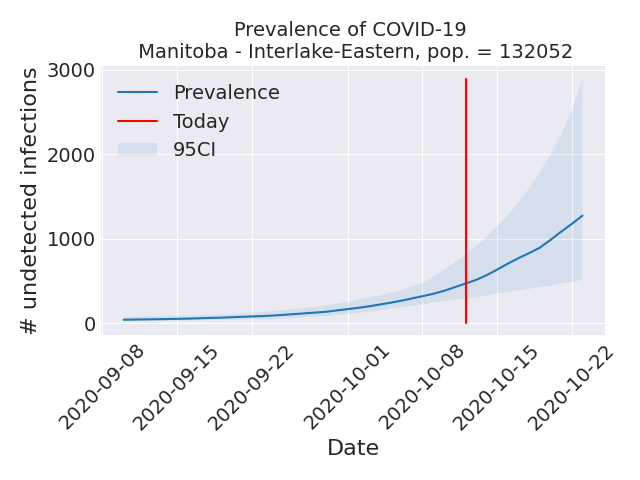 Prevalence of COVID-19
Manitoba - Interlake-Eastern, pop. = 132052
# undetected infections
3000
2000
1000
0
Prevalence
Today
95CI
2020-09-08
2020-09-15
2020-09-22
2020-10-01
2020-10-08
2020-10-15
2020-10-22
Date